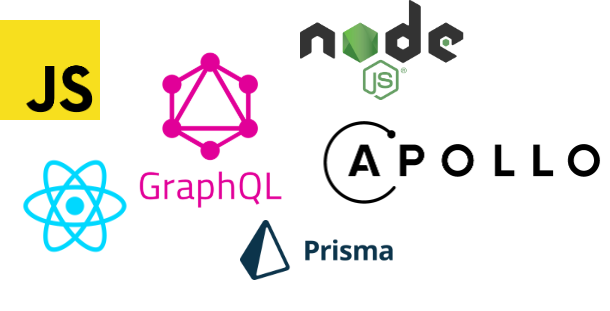 node
JS
JS
GraphQL
APOLLO
Prisma